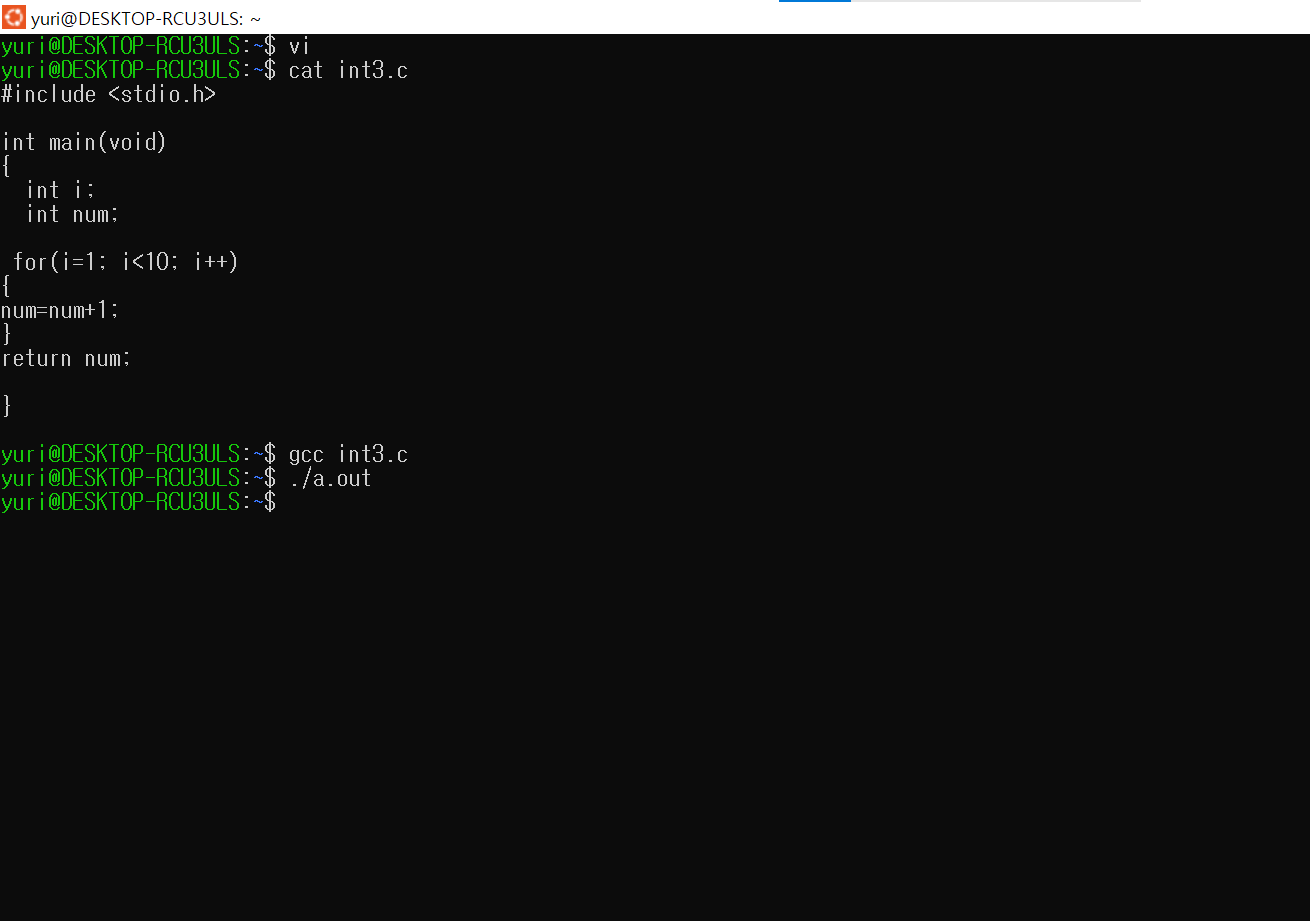 yuri@DESKTOP-RCU3ULS: ~
yuri@DESKTOP-RCU3ULS:~$ vi
yuri@DESKTOP-RCU3ULS:~$ cat int3.c
#include <stdio.h>
int main(void)
{
  int i;
  int num;
 for(i=1; i<10; i++)
{
num=num+1;
}
return num;
}
yuri@DESKTOP-RCU3ULS:~$ gcc int3.c
yuri@DESKTOP-RCU3ULS:~$ ./a.out
yuri@DESKTOP-RCU3ULS:~$